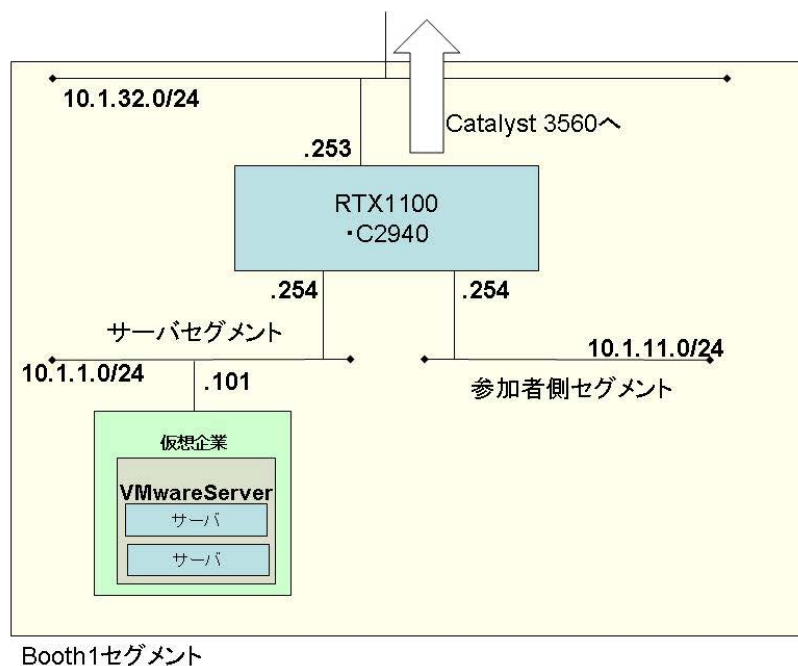 10.1.32.0/24
Catalyst 3560へ
.253
RTX1100
・C2940
.254
.254
サーバセグメント
10.1.11.0/24
10.1.1.0/24
.101
参加者側セグメント
仮想企業
VMwareServer
サーバ
サーバ
Booth1セグメント